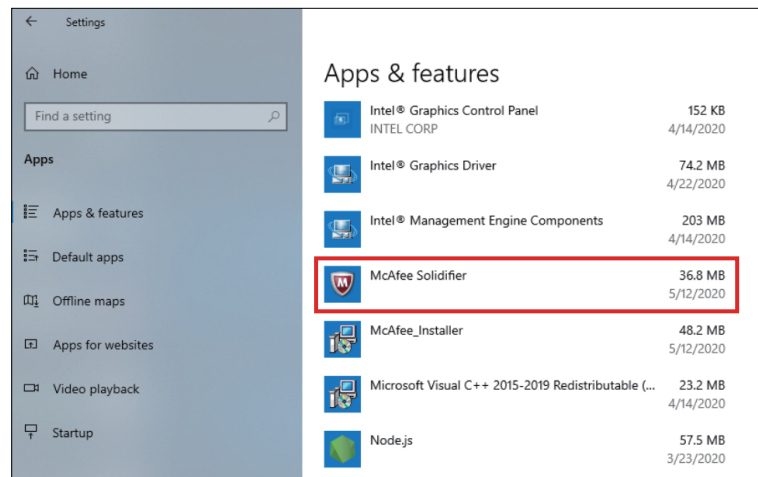 Settings
Home
Find a setting
Apps
Apps & features
Default apps
Offline maps
Apps for websites
Video playback
Startup
Apps & features
Intel® Graphics Control Panel 152 KB
INTEL CORP 4/14/2020
Intel® Graphics Driver 74.2 MB
4/22/2020
Intel® Management Engine Components 203 MB
4/14/2020
McAfee Solidifier 36.8 MB
5/12/2020
McAfee_Installer 48.2 MB
5/12/2020
Microsoft Visual C++ 2015-2019 Redistributable (... 23.2 MB
4/14/2020
Node.js 57.5 MB
3/23/2020